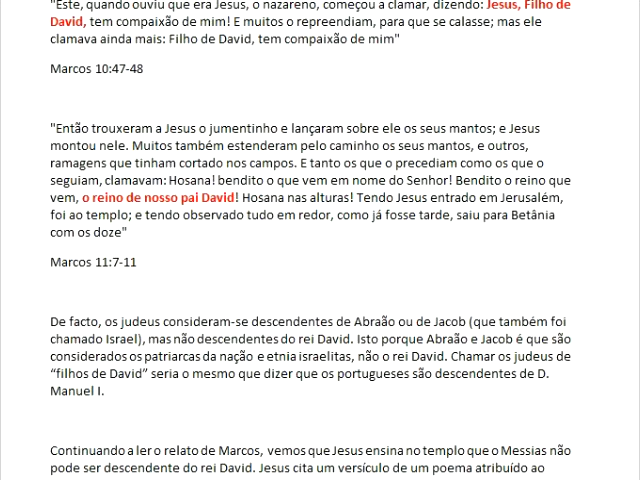 "Este, quando ouviu que era Jesus, o nazareno, começou a clamar, dizendo: Jesus, Filho de
David, tem compaixão de mim! E muitos o repreendiam, para que se calasse; mas ele
clamava ainda mais: Filho de David, tem compaixão de mim"
Marcos 10:47-48
"Então trouxeram a Jesus o jumentinho e lançaram sobre ele os seus mantos; e Jesus
montou nele. Muitos também estenderam pelo caminho os seus mantos, e outros,
ramagens que tinham cortado nos campos. E tanto os que o precediam como os que o
seguiam, clamavam: Hosana! bendito o que vem em nome do Senhor! Bendito o reino que
vem, o reino de nosso pai David! Hosana nas alturas! Tendo Jesus entrado em Jerusalém,
foi ao templo; e tendo observado tudo em redor, como já fosse tarde, saiu para Betânia
com os doze"
Marcos 11:7-11
De facto, os judeus consideram-se descendentes de Abraão ou de Jacob (que também foi
chamado Israel), mas não descendentes do rei David. Isto porque Abraão e Jacob é que são
considerados os patriarcas da nação e etnia israelitas, não o rei David. Chamar os judeus de
“filhos de David” seria o mesmo que dizer que os portugueses são descendentes de D.
Manuel I.
Continuando a ler o relato de Marcos, vemos que Jesus ensina no templo que o Messias não
pode ser descendente do rei David. Jesus cita um versículo de um poema atribuído ao